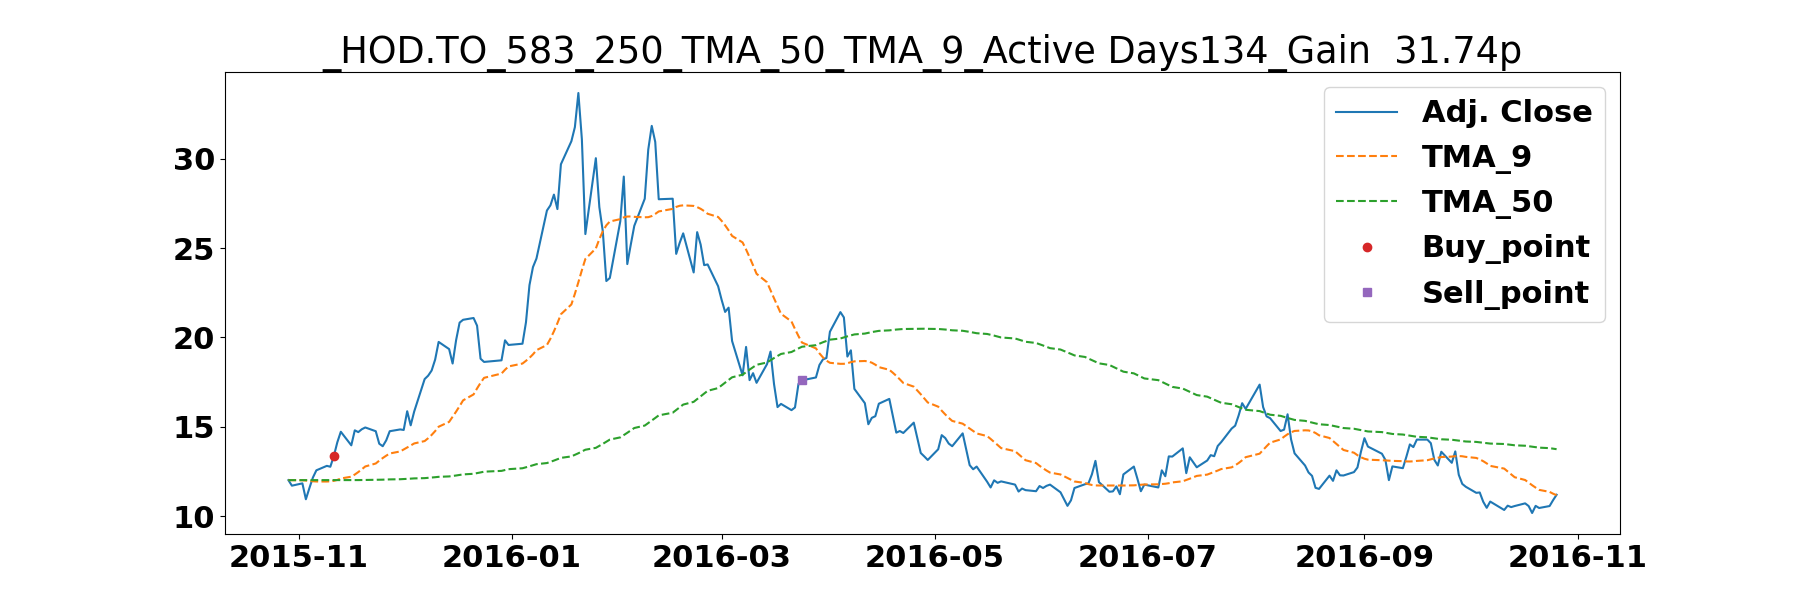 _HOD.TO_583_250_TMA_50_TMA_9_Active Days134_Gain  31.74p
Adj. Close
TMA_9
TMA_50
Buy_point
Sell_point
30
25
20
15
10
2015-11 2016-01 2016-03 2016-05 2016-07 2016-09 2016-11